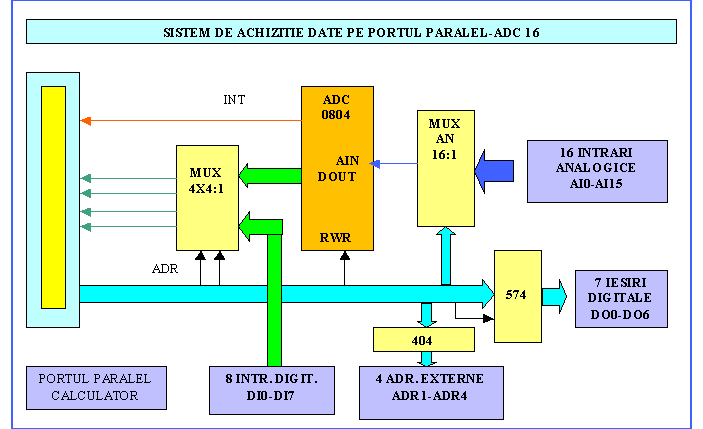 SISTEM DE ACHIZITIE DATE PE PORTUL PARALEL-ADC 16
INT
ADC
0804
MUX
AN
16:1
AIN
DOUT
MUX
4X4:1
16 INTRARI
ANALOGICE
AI0-AI15
RWR
ADR
574
7 IESIRI
DIGITALE
DO0-DO6
404
PORTUL PARALEL
CALCULATOR
8 INTR. DIGIT.
DI0-DI7
4 ADR. EXTERNE
ADR1-ADR4